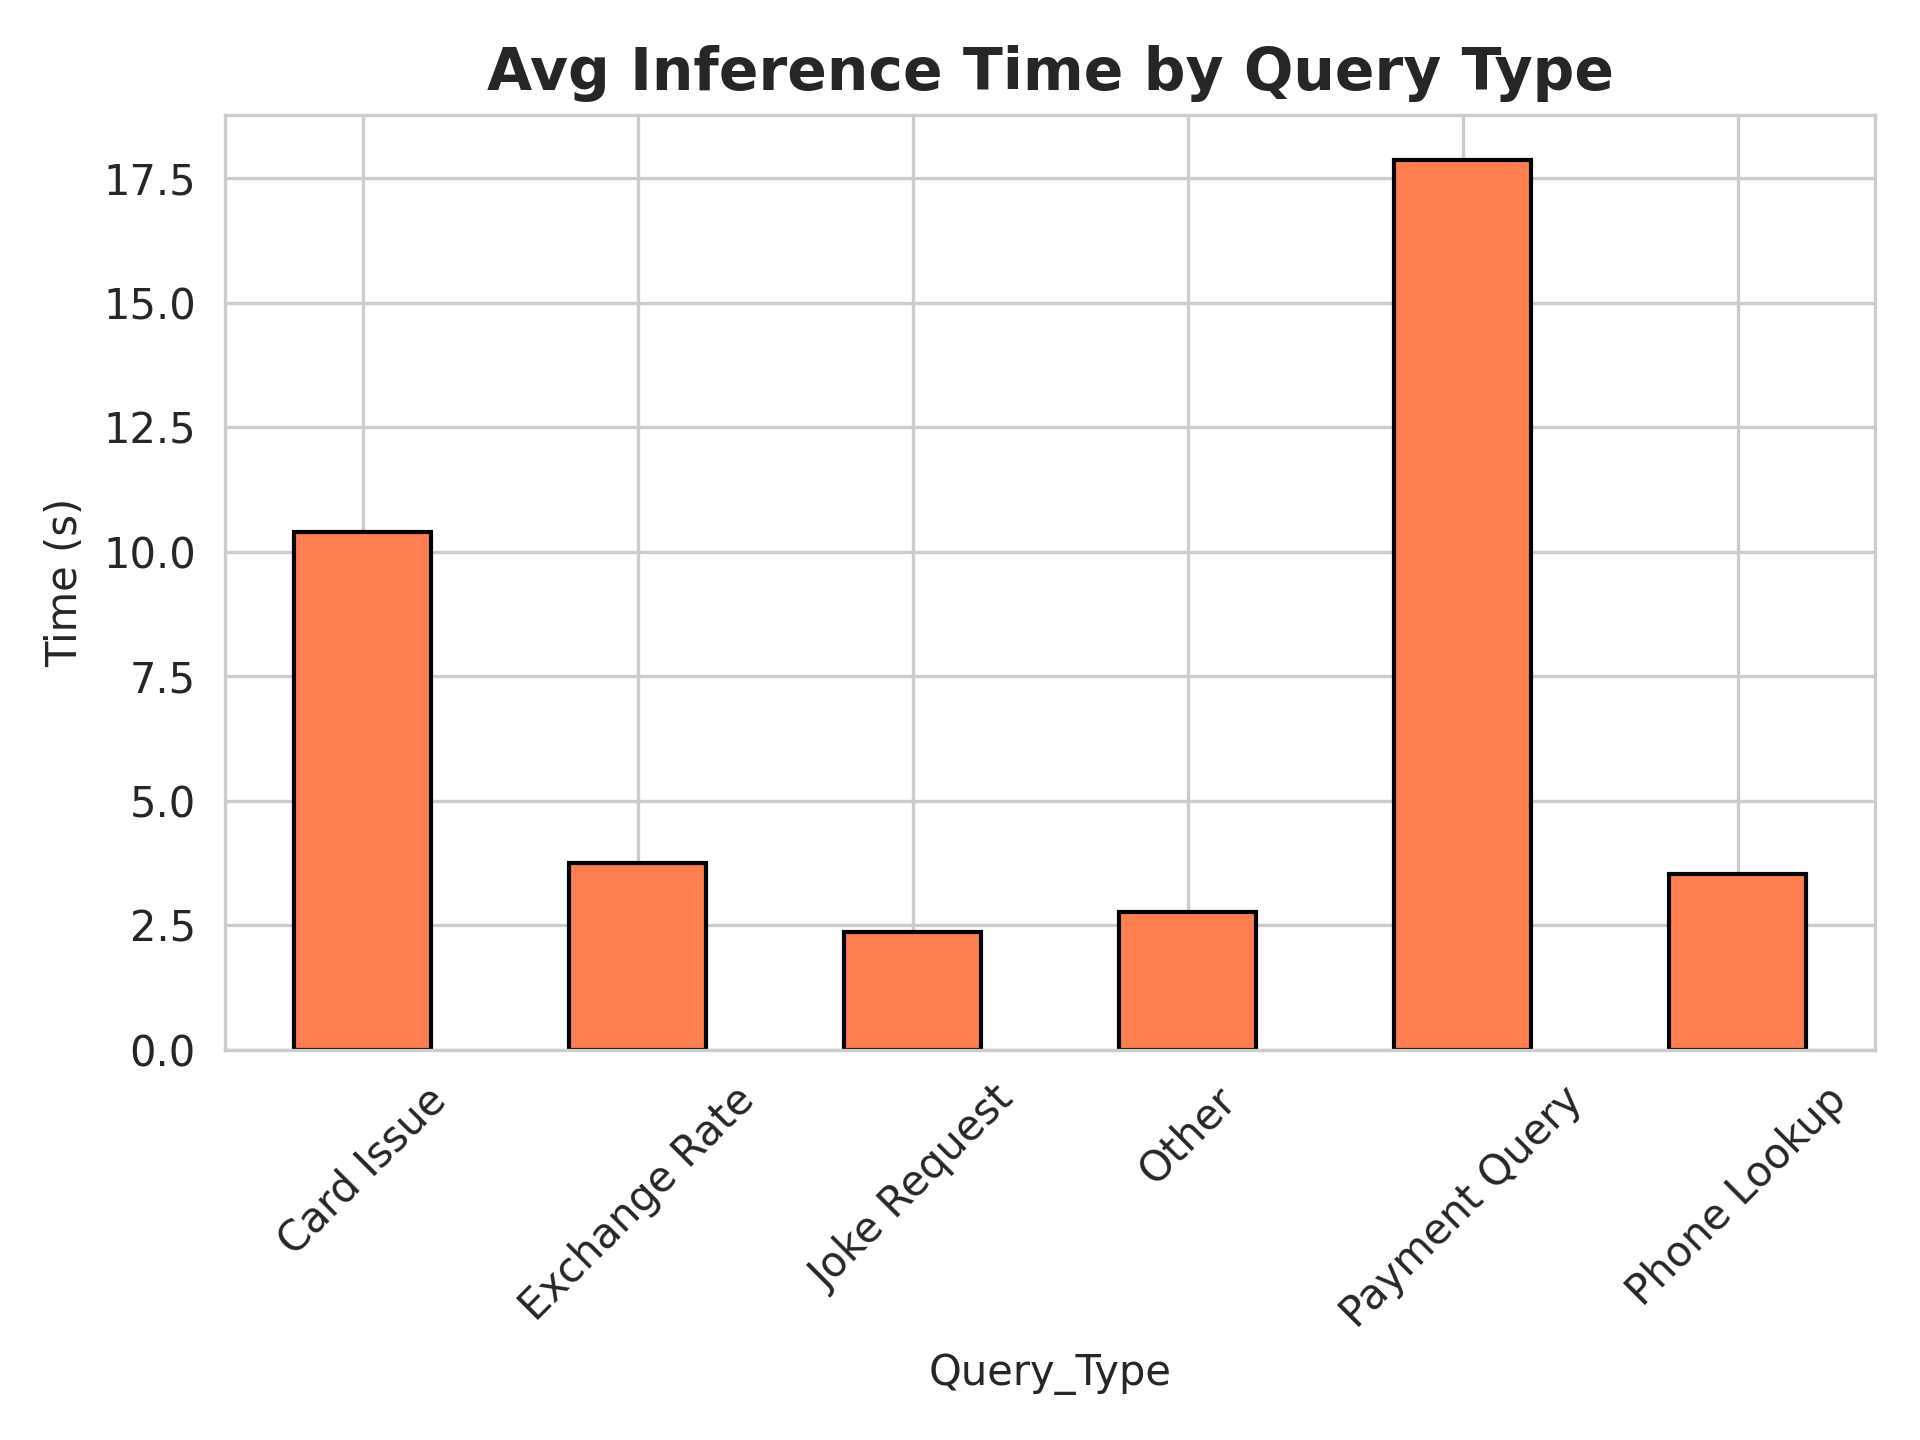 Avg Inference Time by Query Type
17.5
15.0
12.5
10.0
7.5
5.0
2.5
0.0
Time (s)
Card Issue
Exchange Rate
Joke Request
Other
Payment Query
Phone Lookup
Query_Type